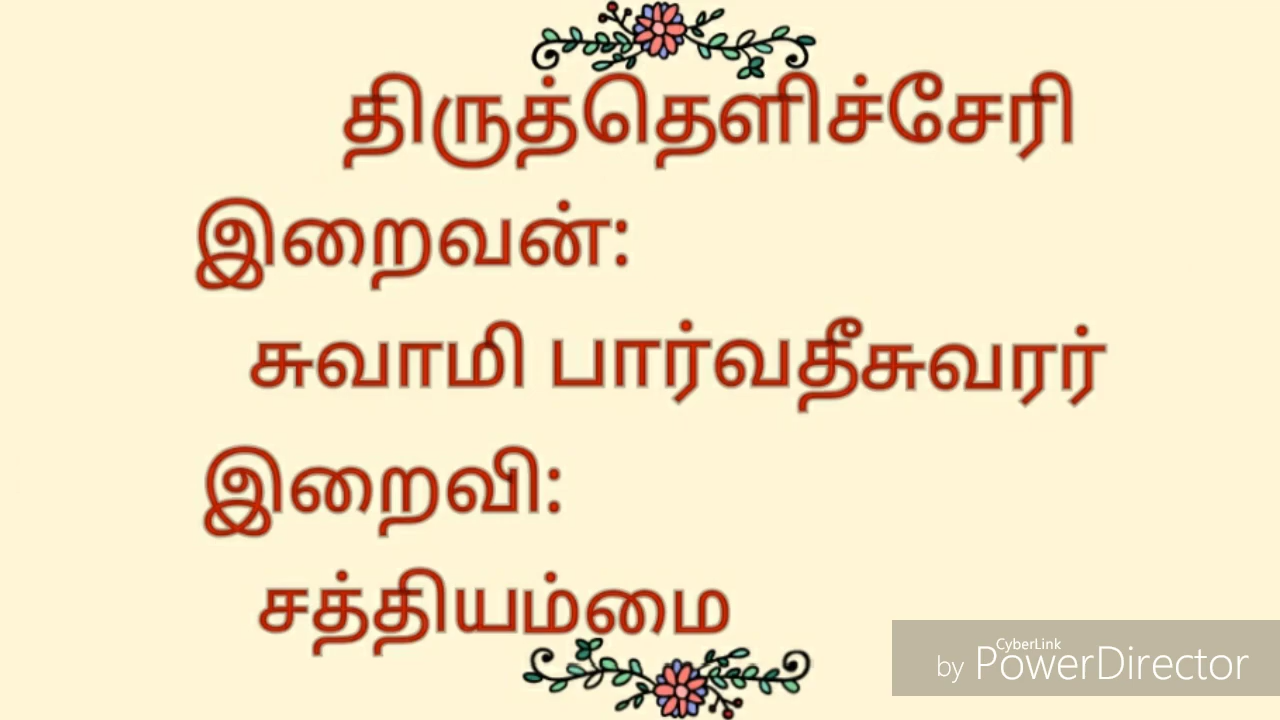 திருத்தெளிச்சேரி
இறைவன்:
சுவாமி பார்வதீசுவரர்
இறைவி:
சத்தியம்மை
CyberLink
by PowerDirector